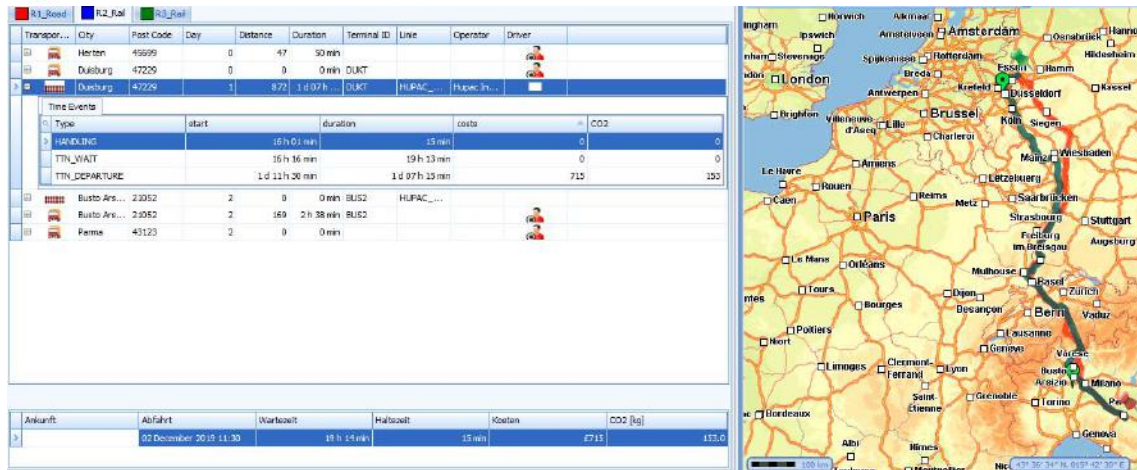 R1_Road R2_Rail R3_Rail
Transpor... City Post Code Day Distance Duration Terminal ID Linie Operator Driver
Herten 45699 0 47 50 min
Duisburg 47229 0 0 0 min DUKT
Duisburg 47229 1 872 1 d 07 h ... DUKT HUPAC_... Hupac In...
Time Events
Type start duration costs CO2
HANDLING 16 h 01 min 15 min 0 0
TTN_WAIT 16 h 16 min 19 h 13 min 0 0
TTN_DEPARTURE 1 d 11 h 30 min 1 d 07 h 15 min 715 153
Busto Ars... 21052 2 0 0 min BUS2 HUPAC_...
Busto Ars... 21052 2 169 2 h 38 min BUS2
Parma 43123 2 0 0 min
Ankunft Abfahrt Wartezeit Haltezeit Kosten CO2 [kg]
02 December 2019 11:30 19 h 14 min 15 min £715 153.0
Norwich Alkmaar
Ipswich Amstelveen Amsterdam Osnabrück Hanno
Stevenage Spijkenisse Rotterdam Hildesheim
London Breda Essen Hamm
Antwerpen Krefeld Düsseldorf Kassel
Brighton Villeneuve d'Ascq Lille Brussel Köln Siegen
Charleroi
Amiens Mainz Wiesbaden
Le Havre Letzebuerg
Caen Rouen Reims Metz Saarbrücken
Paris Strasbourg Stuttgart
Freiburg im Breisgau Augsburg
Le Mans Orléans Mulhouse
Tours Dijon Basel Zürich
ntes Bourges Besançon Bern Vaduz
Poitiers Lausanne
Niort Genève
Limoges Clermont-Ferrand Lyon Varese
Busto Arsizio Milano
Saint-Étienne Grenoble Torino
Bordeaux
Genova
Albi Nîmes
100 km Montpellier